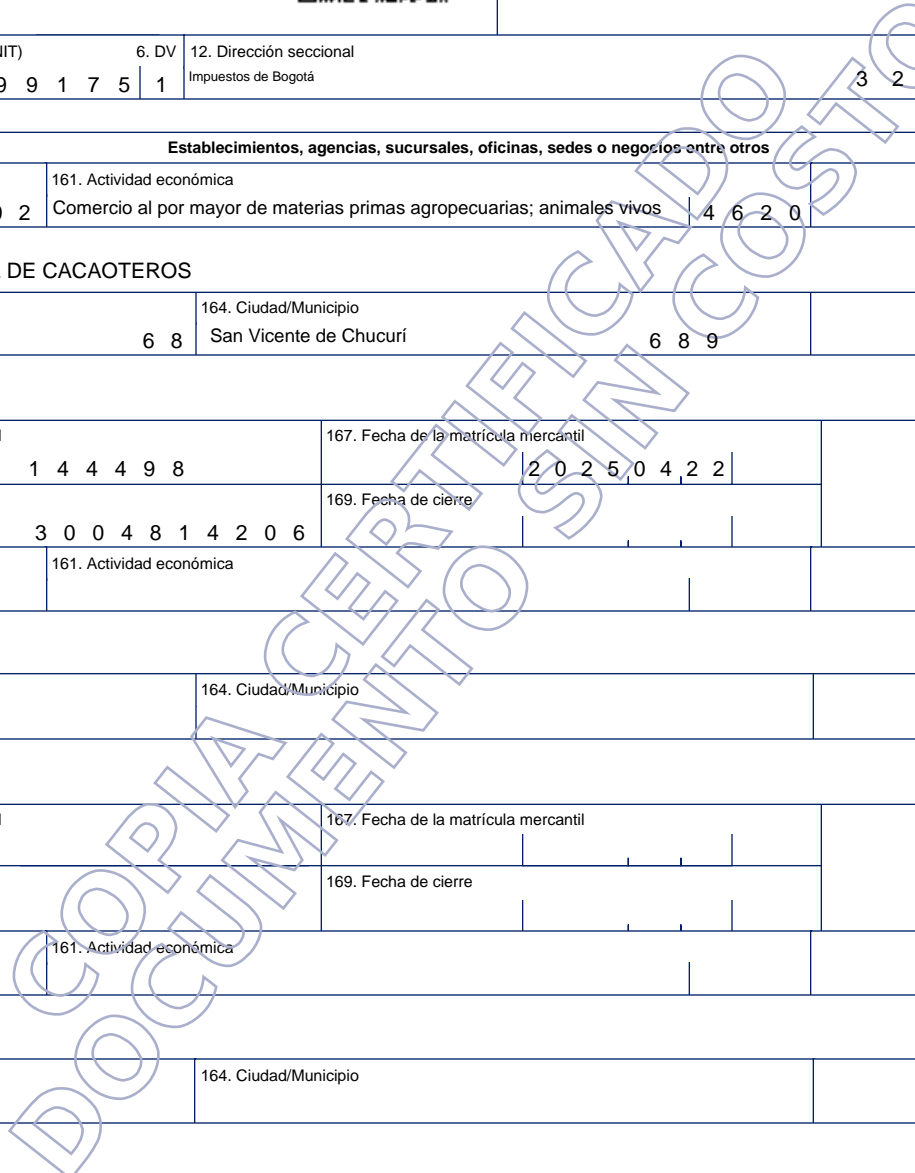 6. DV 12. Dirección seccional
9 1 7 5 1 Impuestos de Bogotá 3 2
Establecimientos, agencias, sucursales, oficinas, sedes o negocios entre otros
161. Actividad económica
2 Comercio al por mayor de materias primas agropecuarias; animales vivos 4 6 2 0
DE CACAOTEROS
164. Ciudad/Municipio
6 8 San Vicente de Chucurí 6 8 9
167. Fecha de la matrícula mercantil
1 4 4 4 9 8 2 0 2 5 0 4 2 2
169. Fecha de cierre
3 0 0 4 8 1 4 2 0 6
161. Actividad económica
164. Ciudad/Municipio
167. Fecha de la matrícula mercantil
169. Fecha de cierre
161. Actividad económica
164. Ciudad/Municipio
COPIA CERTIFICADO
DOCUMENTO SIN COSTO